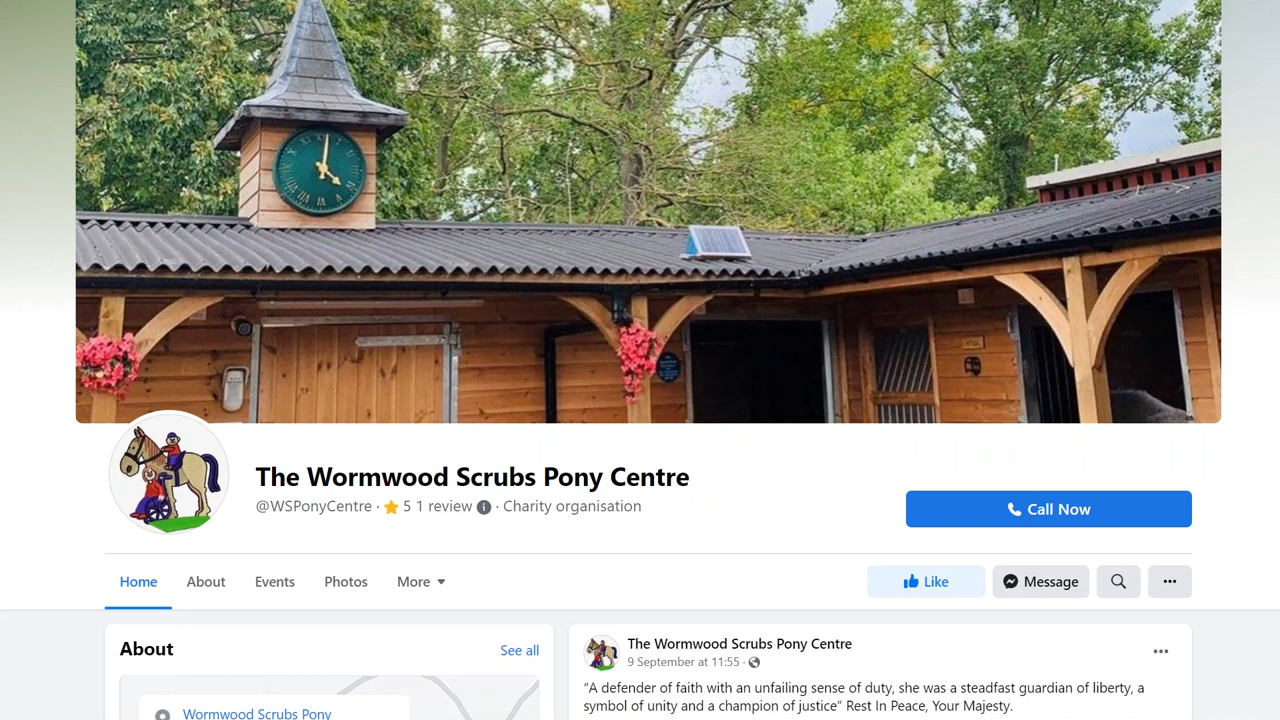 The Wormwood Scrubs Pony Centre
@WSPonyCentre · 5 1 review · Charity organisation
Call Now
Home About Events Photos More
Like Message
About
See all
Wormwood Scrubs Pony
The Wormwood Scrubs Pony Centre
9 September at 11:55 ·
“A defender of faith with an unfailing sense of duty, she was a steadfast guardian of liberty, a
symbol of unity and a champion of justice” Rest In Peace, Your Majesty.